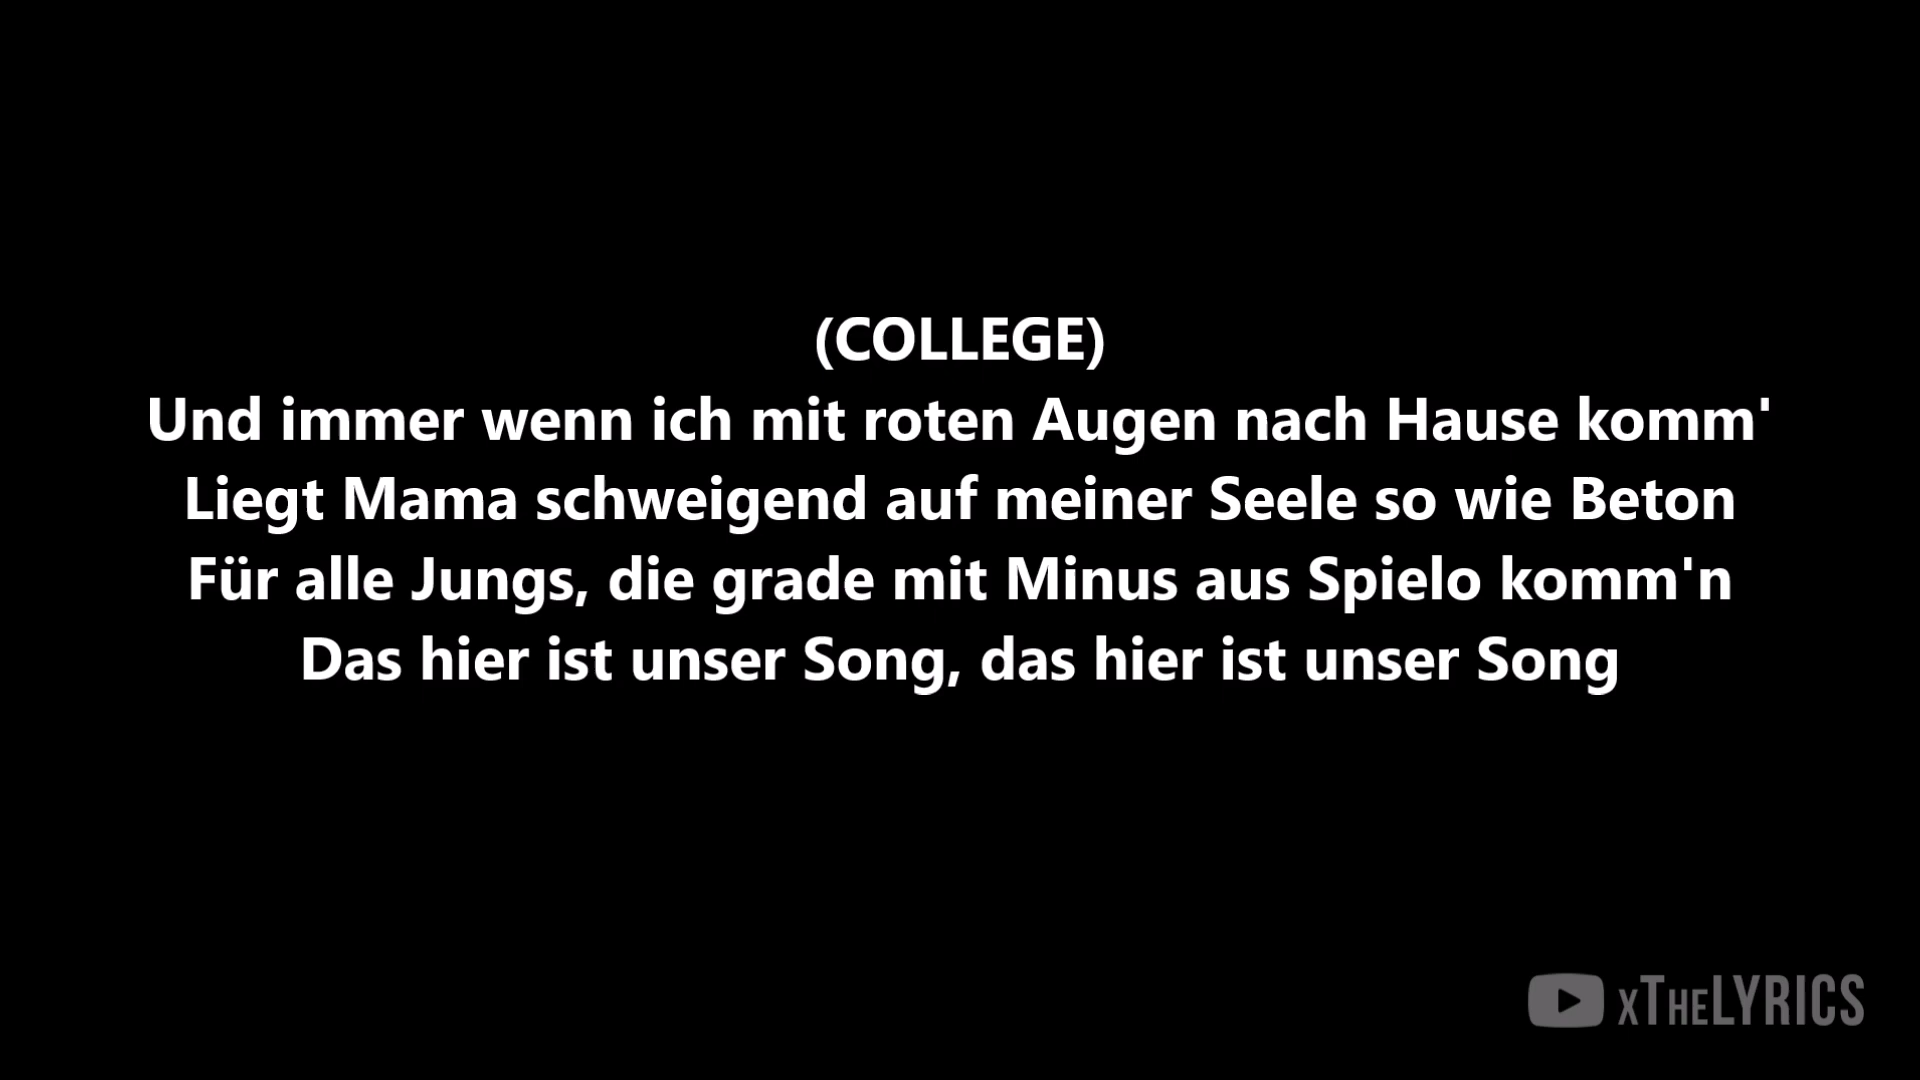 (COLLEGE)
Und immer wenn ich mit roten Augen nach Hause komm'
Liegt Mama schweigend auf meiner Seele so wie Beton
Für alle Jungs, die grade mit Minus aus Spielo komm'n
Das hier ist unser Song, das hier ist unser Song
xTheLYRICS